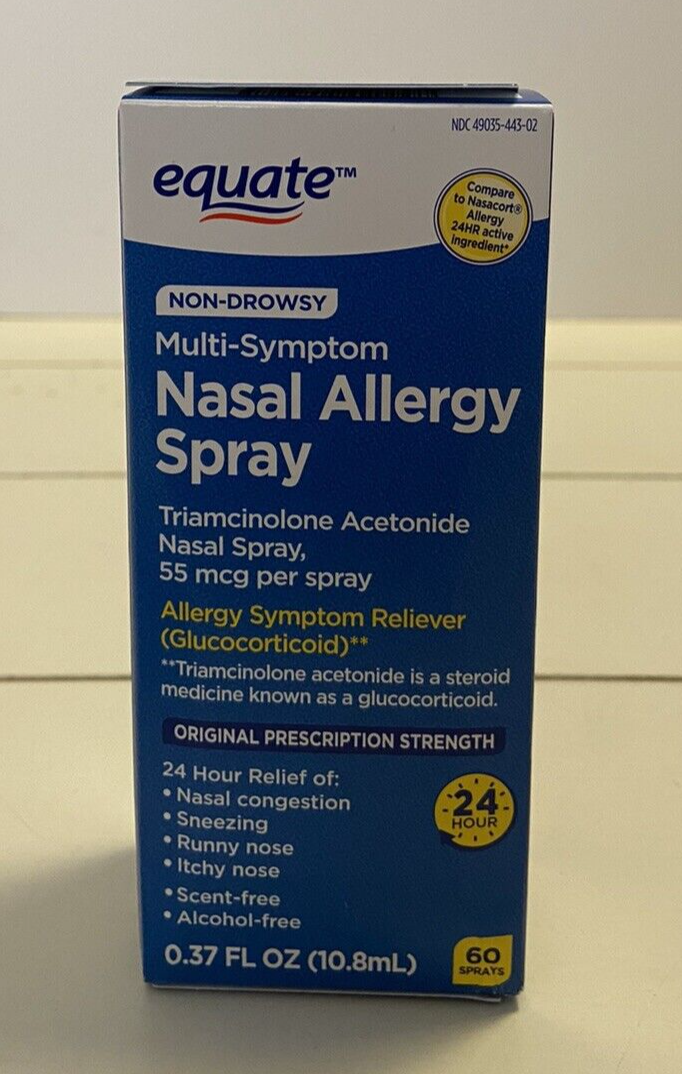 NDC 49035-443-02
equate™
Compare
to Nasacort®
Allergy
24HR active
ingredient*
NON-DROWSY
Multi-Symptom
Nasal Allergy
Spray
Triamcinolone Acetonide
Nasal Spray,
55 mcg per spray
Allergy Symptom Reliever
(Glucocorticoid)**
**Triamcinolone acetonide is a steroid
medicine known as a glucocorticoid.
ORIGINAL PRESCRIPTION STRENGTH
24 Hour Relief of:
• Nasal congestion
• Sneezing
• Runny nose
• Itchy nose
• Scent-free
• Alcohol-free
24
HOUR
0.37 FL OZ (10.8mL)
60
SPRAYS